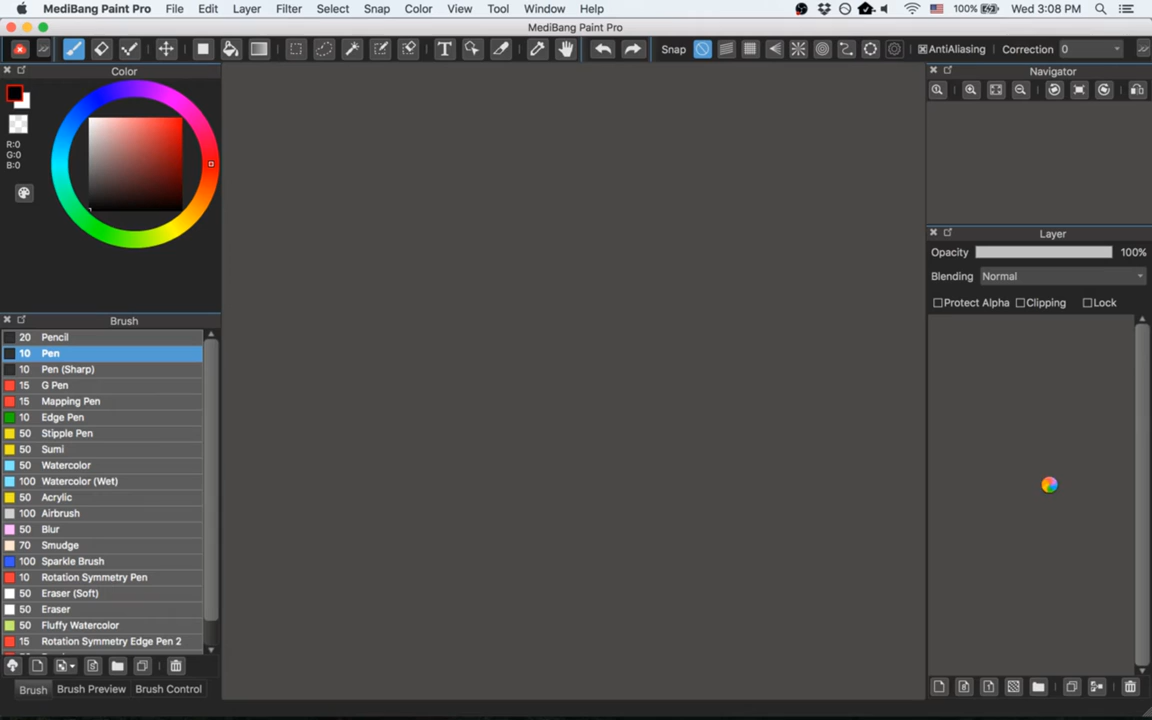 MediBang Paint Pro File Edit Layer Filter Select Snap Color View Tool Window Help 100% Wed 3:08 PM
MediBang Paint Pro
T Snap AntiAliasing Correction 0
Color
R:0
G:0
B:0
Brush
20 Pencil
10 Pen
10 Pen (Sharp)
15 G Pen
15 Mapping Pen
10 Edge Pen
50 Stipple Pen
50 Sumi
50 Watercolor
100 Watercolor (Wet)
50 Acrylic
100 Airbrush
50 Blur
70 Smudge
100 Sparkle Brush
10 Rotation Symmetry Pen
50 Eraser (Soft)
50 Eraser
50 Fluffy Watercolor
15 Rotation Symmetry Edge Pen 2
Brush Brush Preview Brush Control
Navigator
Layer
Opacity 100%
Blending Normal
Protect Alpha Clipping Lock